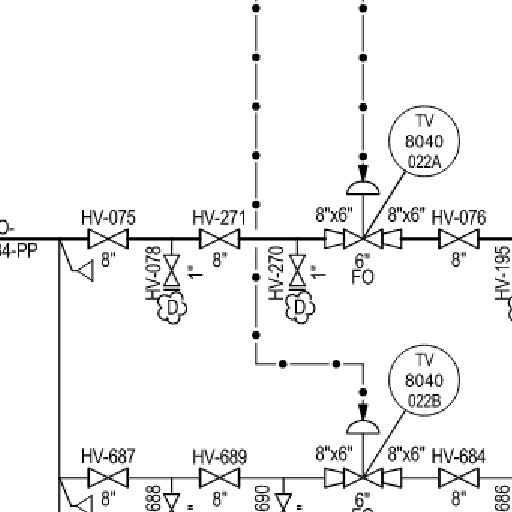 TV
8040
022A
O-
HV-075
HV-271
8"x6"
8"x6"
HV-076
34-PP
8"
HV-078
1"
8"
HV-270
1"
6"
FO
8"
HV-195
D
D
TV
8040
022B
HV-687
HV-689
8"x6"
8"x6"
HV-684
8"
688
8"
690
6"
FO
8"
686